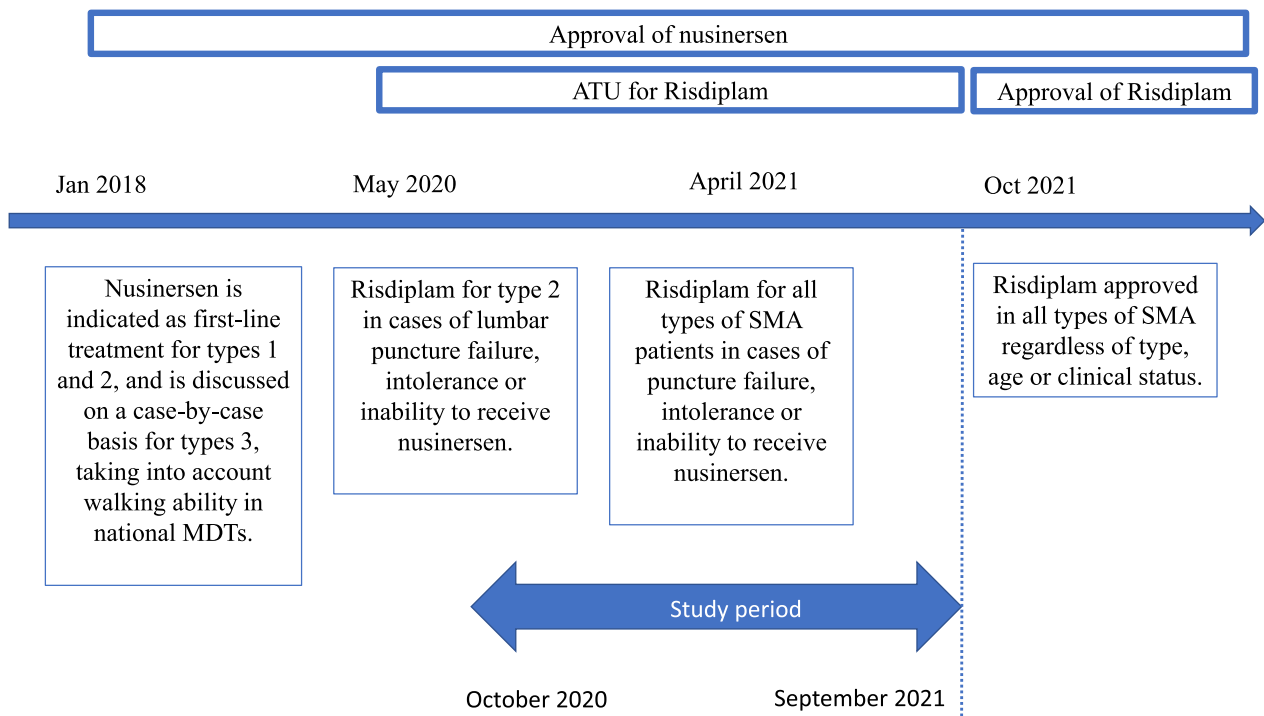 Approval of nusinersen
ATU for Risdiplam
Approval of Risdiplam
Jan 2018
May 2020
April 2021
Oct 2021
Nusinersen is
indicated as first-line
treatment for types 1
and 2, and is discussed
on a case-by-case
basis for types 3,
taking into account
walking ability in
national MDTs.
Risdiplam for type 2
in cases of lumbar
puncture failure,
intolerance or
inability to receive
nusinersen.
Risdiplam for all
types of SMA
patients in cases of
puncture failure,
intolerance or
inability to receive
nusinersen.
Risdiplam approved
in all types of SMA
regardless of type,
age or clinical status.
Study period
October 2020
September 2021